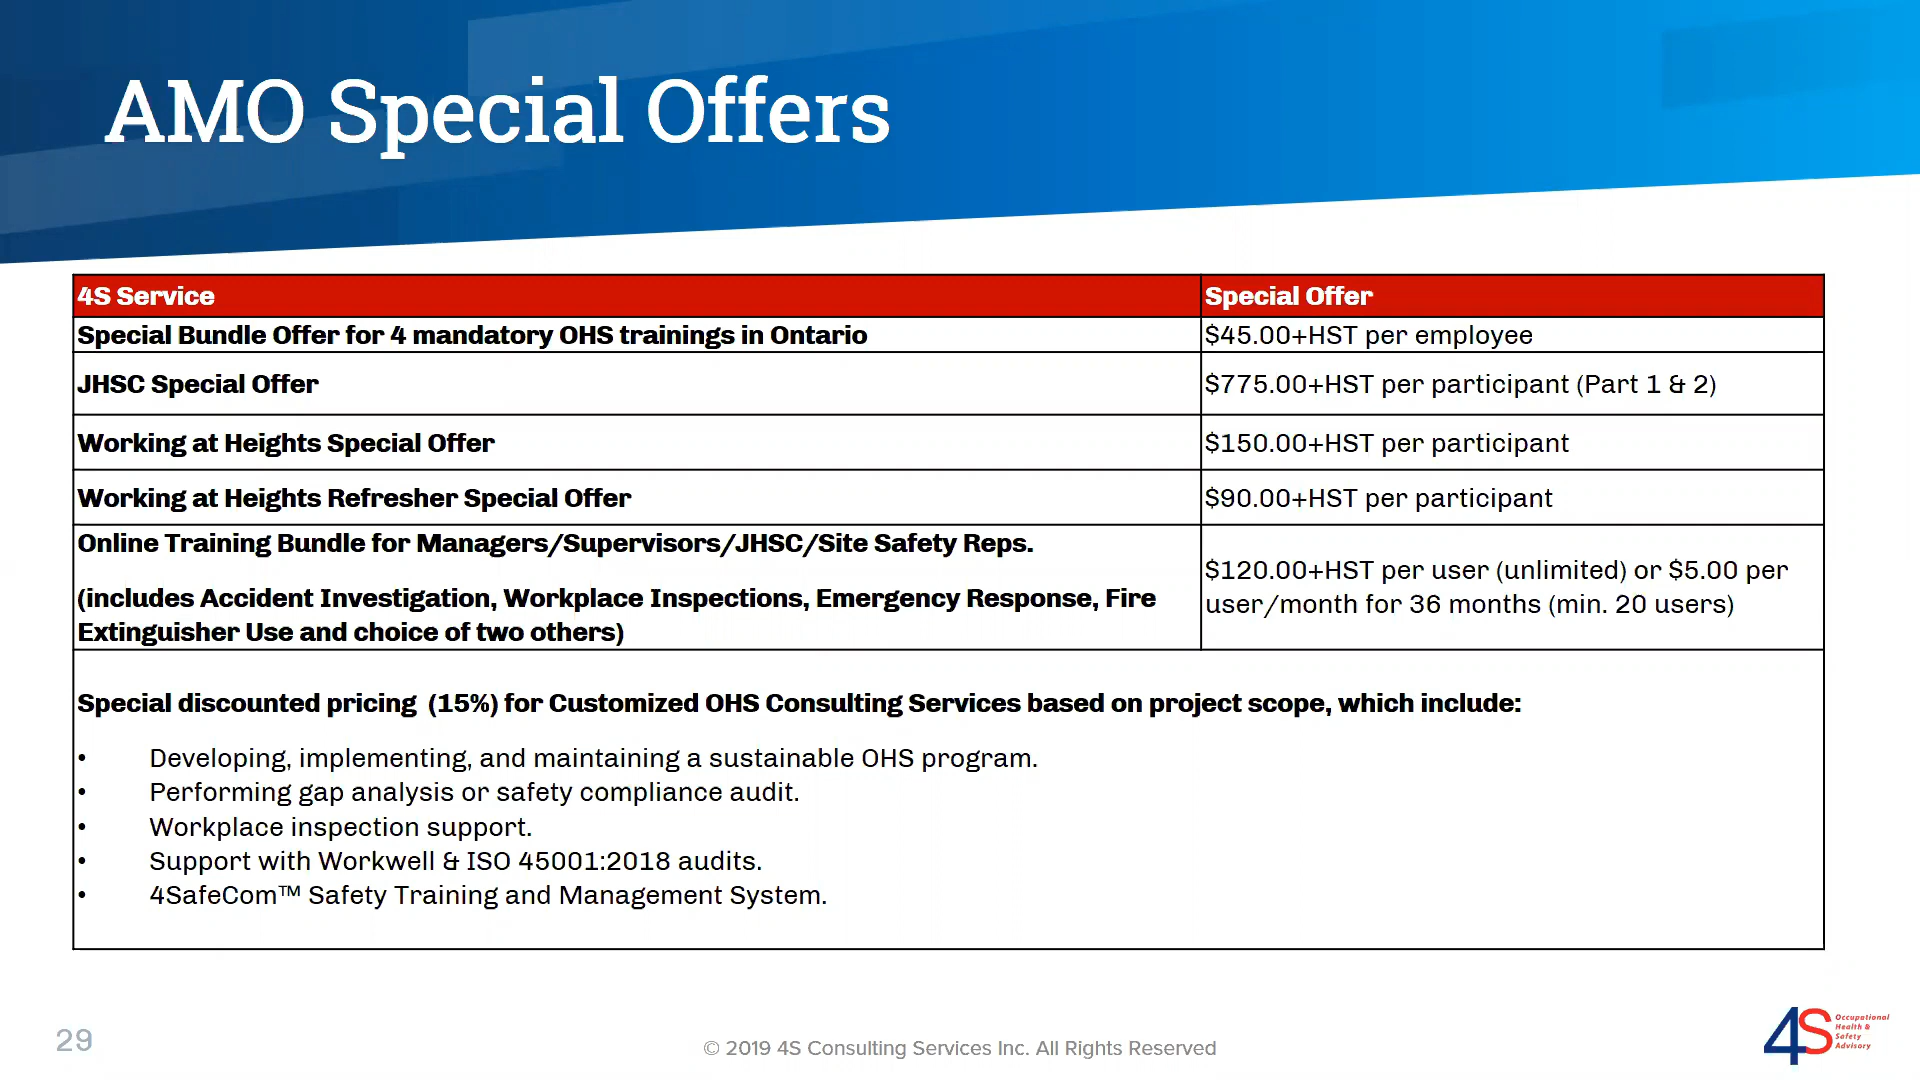 AMO Special Offers
4S Service
Special Offer
Special Bundle Offer for 4 mandatory OHS trainings in Ontario
$45.00+HST per employee
JHSC Special Offer
$775.00+HST per participant (Part 1 & 2)
Working at Heights Special Offer
$150.00+HST per participant
Working at Heights Refresher Special Offer
$90.00+HST per participant
Online Training Bundle for Managers/Supervisors/JHSC/Site Safety Reps.
(includes Accident Investigation, Workplace Inspections, Emergency Response, Fire
Extinguisher Use and choice of two others)
$120.00+HST per user (unlimited) or $5.00 per
user/month for 36 months (min. 20 users)
Special discounted pricing  (15%) for Customized OHS Consulting Services based on project scope, which include:
• Developing, implementing, and maintaining a sustainable OHS program.
• Performing gap analysis or safety compliance audit.
• Workplace inspection support.
• Support with Workwell & ISO 45001:2018 audits.
• 4SafeCom™ Safety Training and Management System.
29
© 2019 4S Consulting Services Inc. All Rights Reserved
4S
Occupational
Health &
Safety
Advisory